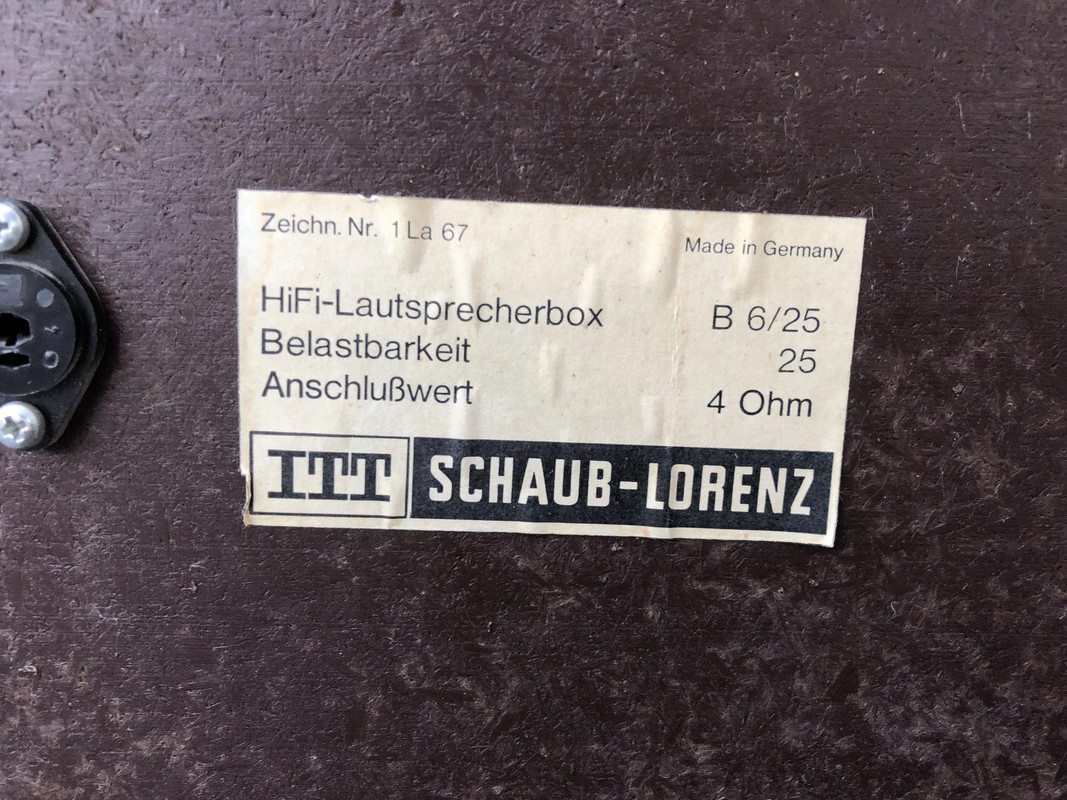 Zeichn. Nr. 1 La 67
Made in Germany
HiFi-Lautsprecherbox B 6/25
Belastbarkeit 25
Anschlußwert 4 Ohm
ITT SCHAUB-LORENZ